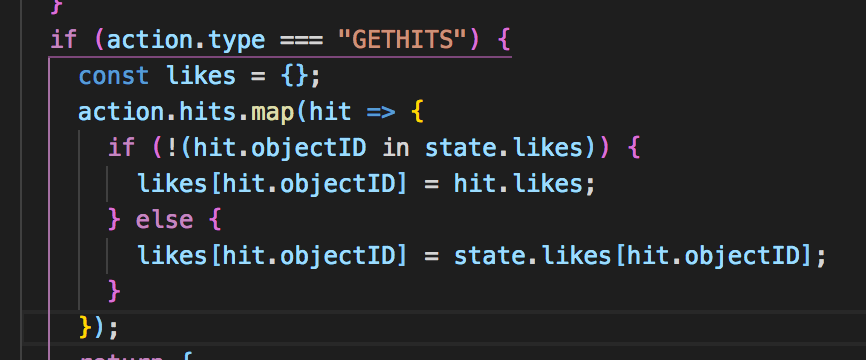 }
if (action.type === "GETHITS") {
const likes = {};
action.hits.map(hit => {
if (!(hit.objectID in state.likes)) {
likes[hit.objectID] = hit.likes;
} else {
likes[hit.objectID] = state.likes[hit.objectID];
}
});
return {